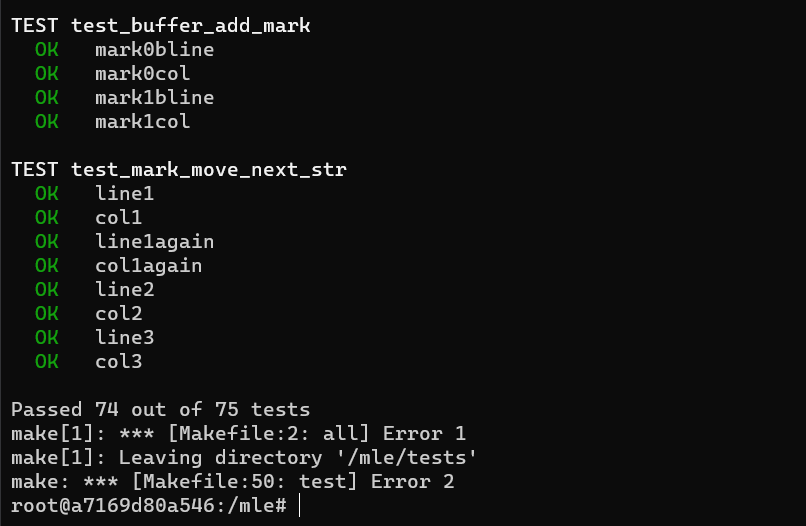 TEST test_buffer_add_mark
OK mark0bline
OK mark0col
OK mark1bline
OK mark1col
TEST test_mark_move_next_str
OK line1
OK col1
OK line1again
OK col1again
OK line2
OK col2
OK line3
OK col3
Passed 74 out of 75 tests
make[1]: *** [Makefile:2: all] Error 1
make[1]: Leaving directory '/mle/tests'
make: *** [Makefile:50: test] Error 2
root@a7169d80a546:/mle#